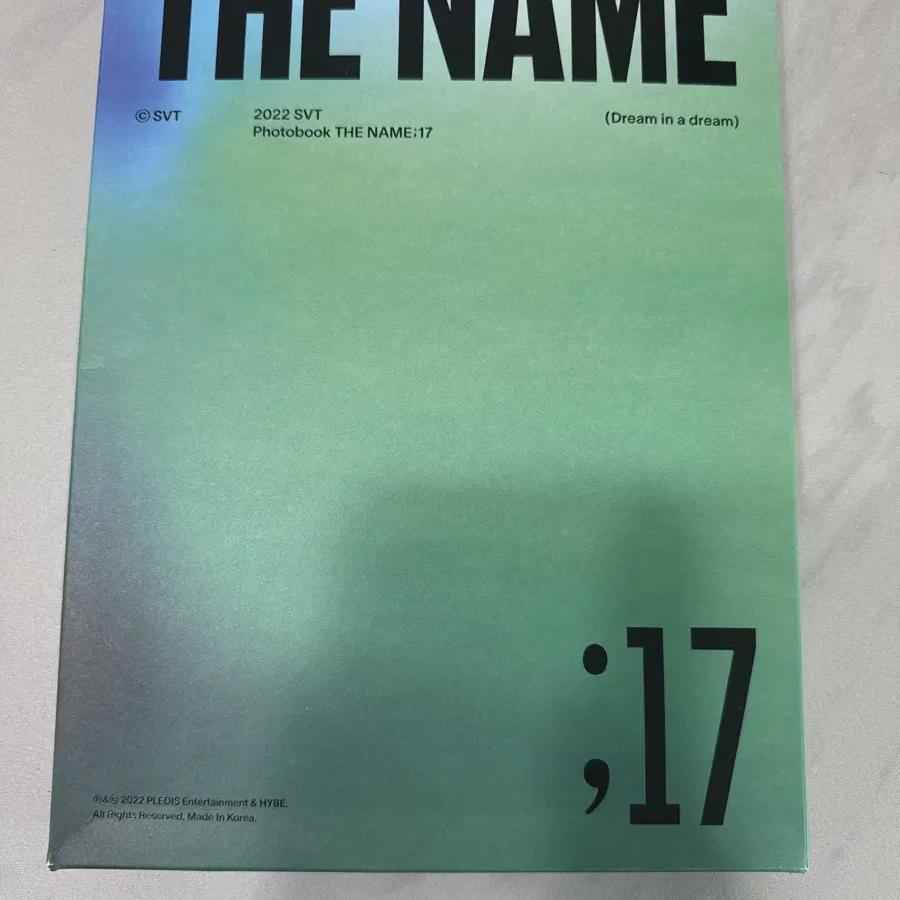 THE NAME
© SVT
2022 SVT
Photobook THE NAME;17
(Dream in a dream)
;17
℗&© 2022 PLEDIS Entertainment & HYBE.
All Rights Reserved. Made In Korea.